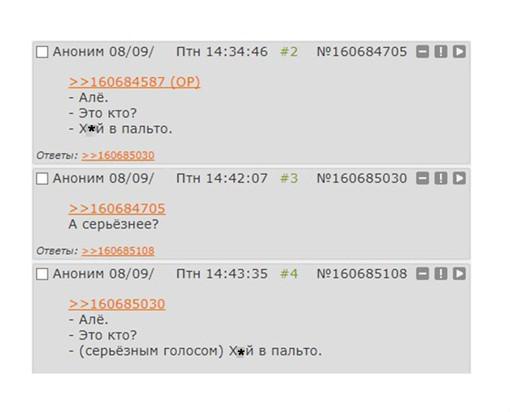 Аноним 08/09/ Птн 14:34:46 #2 №160684705
>>160684587 (OP)
- Алё.
- Это кто?
- Х*й в пальто.
Ответы: >>160685030
Аноним 08/09/ Птн 14:42:07 #3 №160685030
>>160684705
А серьёзнее?
Ответы: >>160685108
Аноним 08/09/ Птн 14:43:35 #4 №160685108
>>160685030
- Алё.
- Это кто?
- (серьёзным голосом) Х*й в пальто.